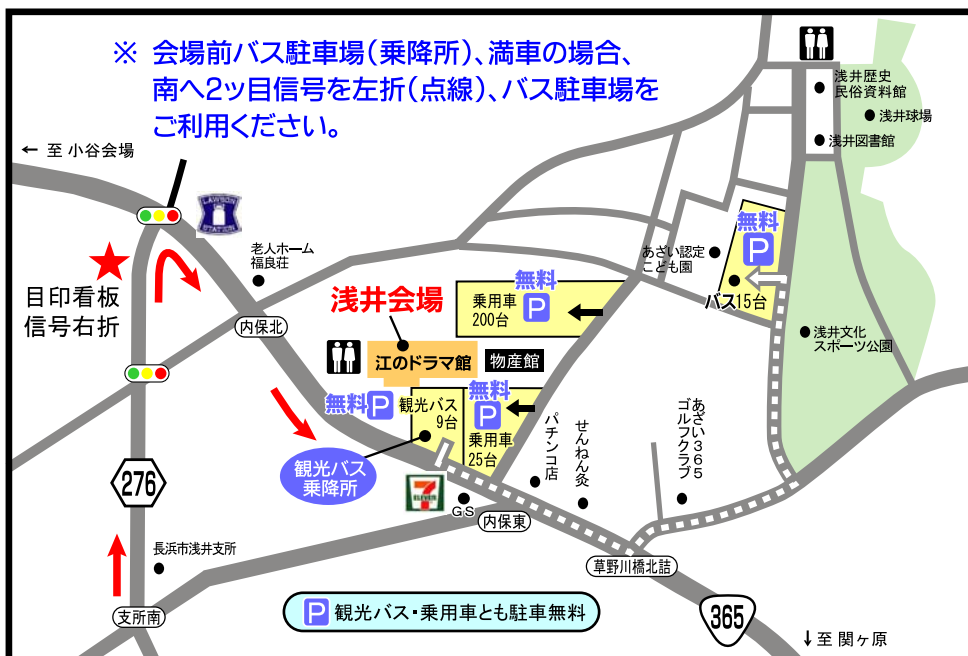 ※ 会場前バス駐車場(乗降所)、満車の場合、
南へ2ッ目信号を左折(点線)、バス駐車場を
ご利用ください。
← 至 小谷会場
LAWSON
STATION
目印看板
信号右折
老人ホーム
福良荘
内保北
浅井会場
江のドラマ館
物産館
無料
P
乗用車
200台
無料
P
観光バス
9台
無料
P
乗用車
25台
観光バス
乗降所
7
ELEVEN
GS
内保東
パチンコ店
せんねん灸
あざい365
ゴルフクラブ
草野川橋北詰
浅井歴史
民俗資料館
浅井球場
浅井図書館
あざい認定
こども園
無料
P
バス15台
浅井文化
スポーツ公園
276
長浜市浅井支所
支所南
P 観光バス・乗用車とも駐車無料
365
↓至 関ヶ原